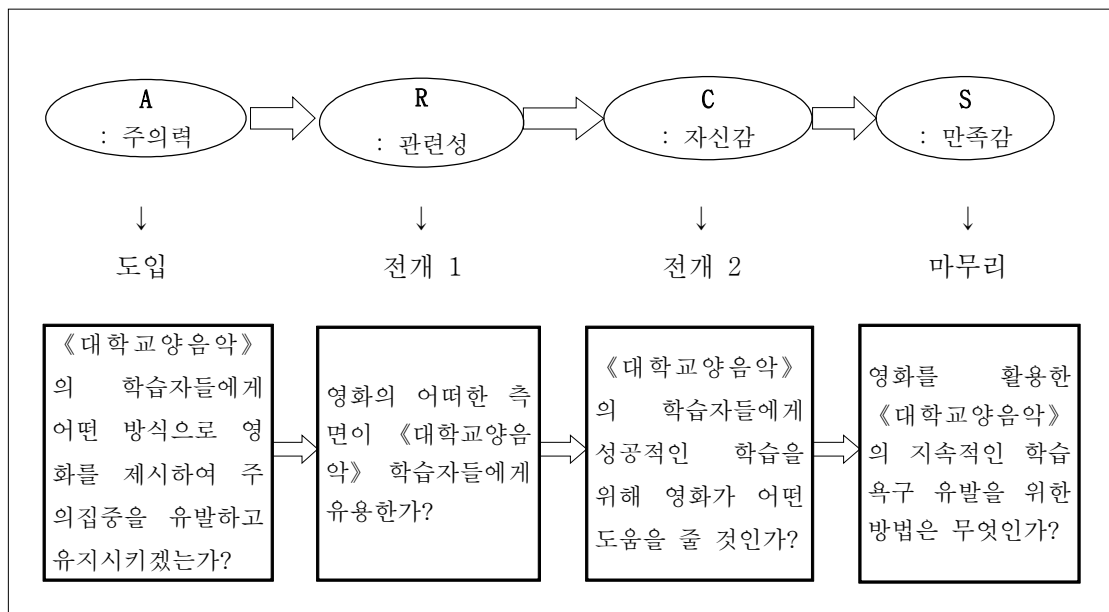 A
: 주의력
R
: 관련성
C
: 자신감
S
: 만족감
↓
↓
↓
↓
도입
전개 1
전개 2
마무리
《대학교양음악》
의 학습자들에게
어떤 방식으로 영
화를 제시하여 주
의집중을 유발하고
유지시키겠는가?
영화의 어떠한 측
면이 《대학교양음
악》 학습자들에게
유용한가?
《대학교양음악》
의 학습자들에게
성공적인 학습을
위해 영화가 어떤
도움을 줄 것인가?
영화를 활용한
《대학교양음악》
의 지속적인 학습
욕구 유발을 위한
방법은 무엇인가?